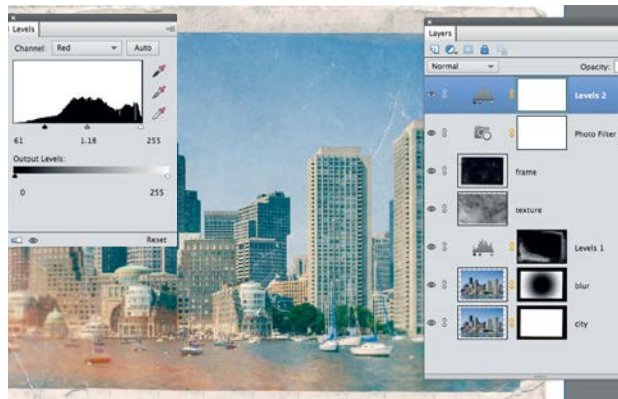 Levels
Channel: Red Auto
61 1.18 255
Output Levels:
0 255
Reset
Layers
Normal Opacity:
Levels 2
Photo Filter
frame
texture
Levels 1
blur
city